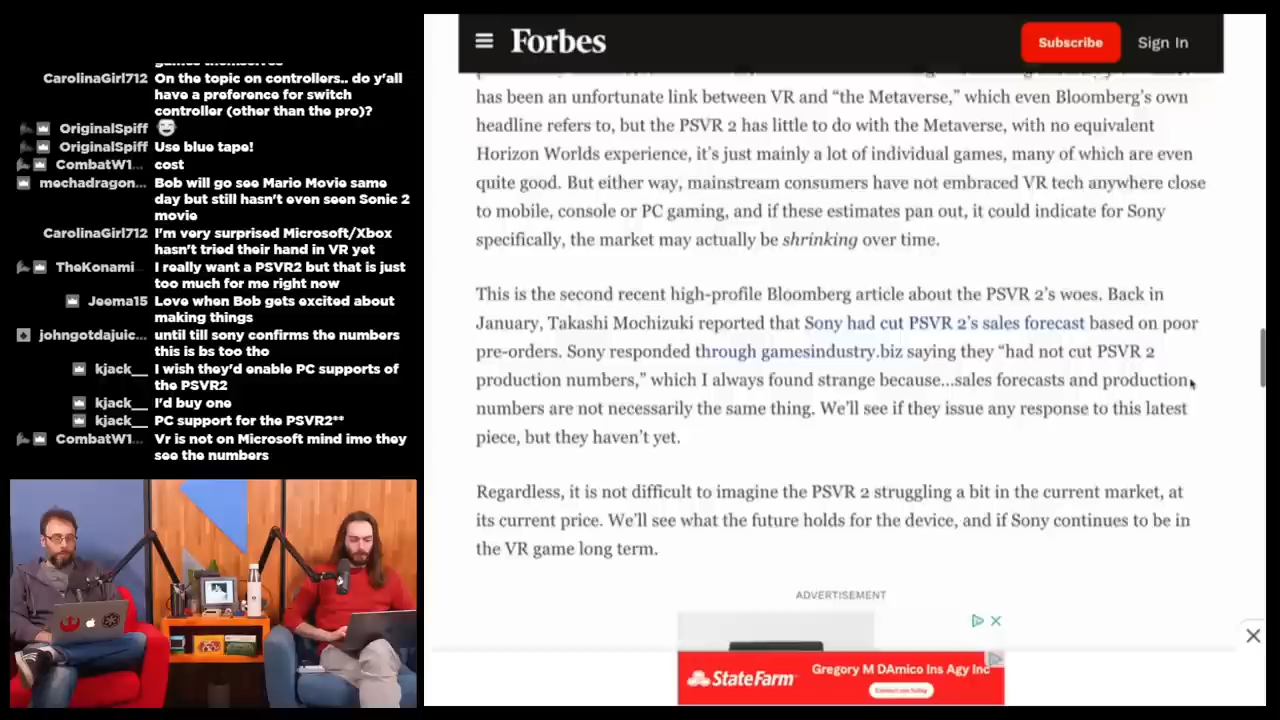 games themselves
CarolinaGirl712 On the topic on controllers.. do y'all
have a preference for switch
controller (other than the pro)?
OriginalSpiff
OriginalSpiff Use blue tape!
CombatW1... cost
mechadragon... Bob will go see Mario Movie same
day but still hasn't even seen Sonic 2
movie
CarolinaGirl712 I'm very surprised Microsoft/Xbox
hasn't tried their hand in VR yet
TheKonami I really want a PSVR2 but that is just
too much for me right now
Jeema15 Love when Bob gets excited about
making things
johngotdajuic... until till sony confirms the numbers
this is bs too tho
kjack__ I wish they'd enable PC supports of
the PSVR2
kjack__ I'd buy one
kjack__ PC support for the PSVR2**
CombatW1... Vr is not on Microsoft mind imo they
see the numbers
Forbes
Subscribe
Sign In
has been an unfortunate link between VR and “the Metaverse,” which even Bloomberg’s own
headline refers to, but the PSVR 2 has little to do with the Metaverse, with no equivalent
Horizon Worlds experience, it’s just mainly a lot of individual games, many of which are even
quite good. But either way, mainstream consumers have not embraced VR tech anywhere close
to mobile, console or PC gaming, and if these estimates pan out, it could indicate for Sony
specifically, the market may actually be shrinking over time.
This is the second recent high-profile Bloomberg article about the PSVR 2’s woes. Back in
January, Takashi Mochizuki reported that Sony had cut PSVR 2’s sales forecast based on poor
pre-orders. Sony responded through gamesindustry.biz saying they “had not cut PSVR 2
production numbers,” which I always found strange because…sales forecasts and production
numbers are not necessarily the same thing. We’ll see if they issue any response to this latest
piece, but they haven’t yet.
Regardless, it is not difficult to imagine the PSVR 2 struggling a bit in the current market, at
its current price. We’ll see what the future holds for the device, and if Sony continues to be in
the VR game long term.
ADVERTISEMENT
StateFarm
Gregory M DAmico Ins Agy Inc